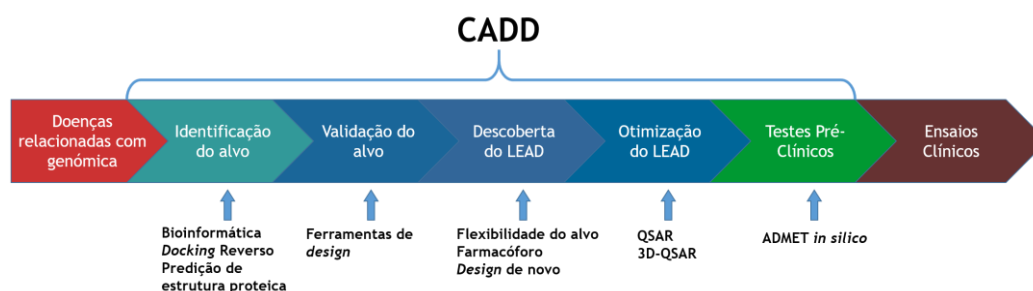 CADD
Doenças
relacionadas com
genómica
Identificação
do alvo
Validação do
alvo
Descoberta
do LEAD
Otimização
do LEAD
Testes Pré-
Clínicos
Ensaios
Clínicos
Bioinformática
Docking Reverso
Predição de
estrutura proteica
Ferramentas de
design
Flexibilidade do alvo
Farmacóforo
Design de novo
QSAR
3D-QSAR
ADMET in silico